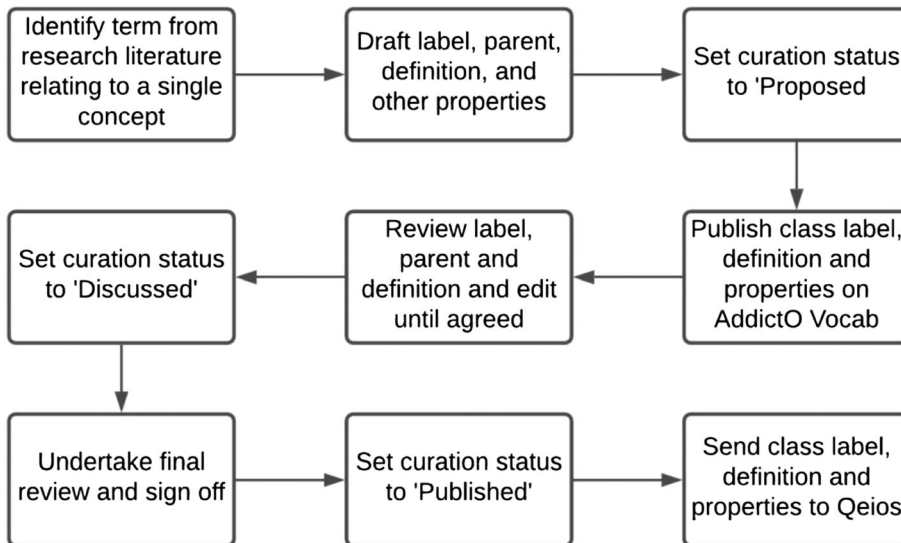 Identify term from
research literature
relating to a single
concept
Draft label, parent,
definition, and
other properties
Set curation status
to 'Proposed
Publish class label,
definition and
properties on
AddictO Vocab
Review label,
parent and
definition and edit
until agreed
Set curation status
to 'Discussed'
Undertake final
review and sign off
Set curation status
to 'Published'
Send class label,
definition and
properties to Qeios